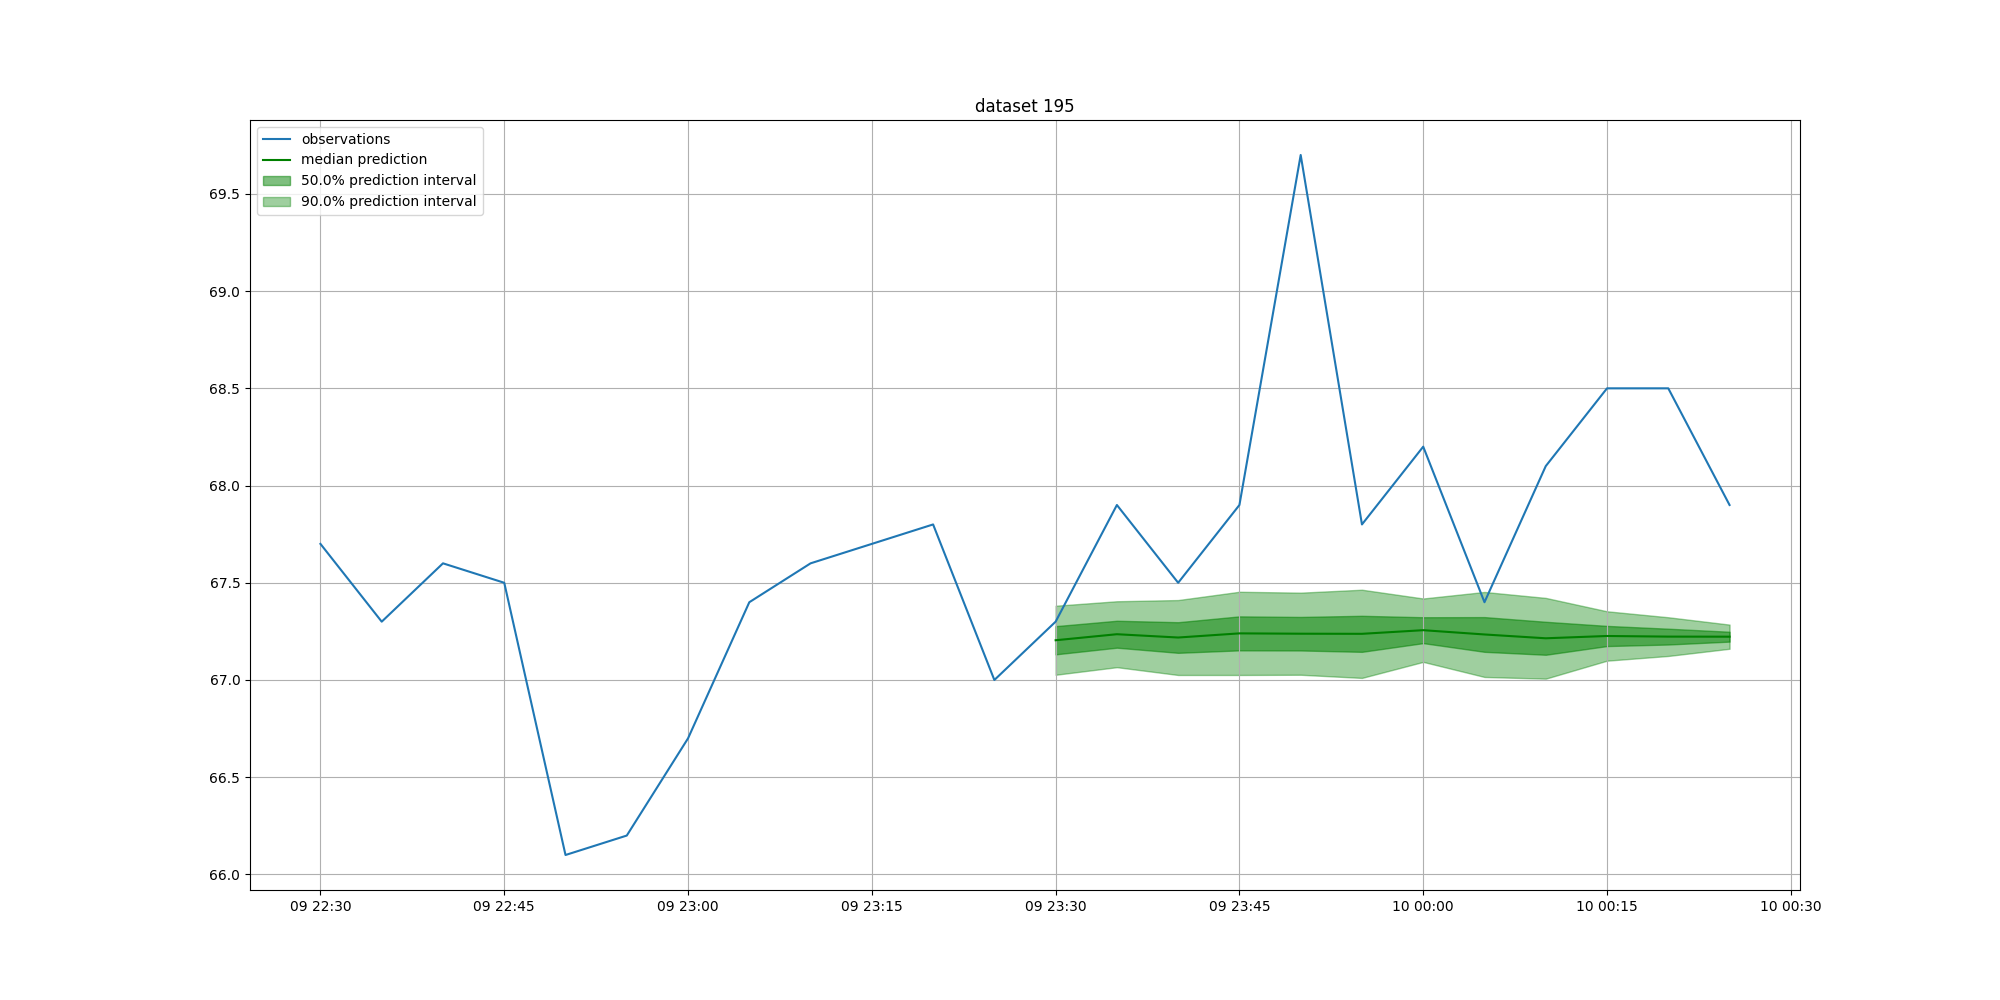 dataset 195
observations
median prediction
50.0% prediction interval
90.0% prediction interval
69.5
69.0
68.5
68.0
67.5
67.0
66.5
66.0
09 22:30 09 22:45 09 23:00 09 23:15 09 23:30 09 23:45 10 00:00 10 00:15 10 00:30